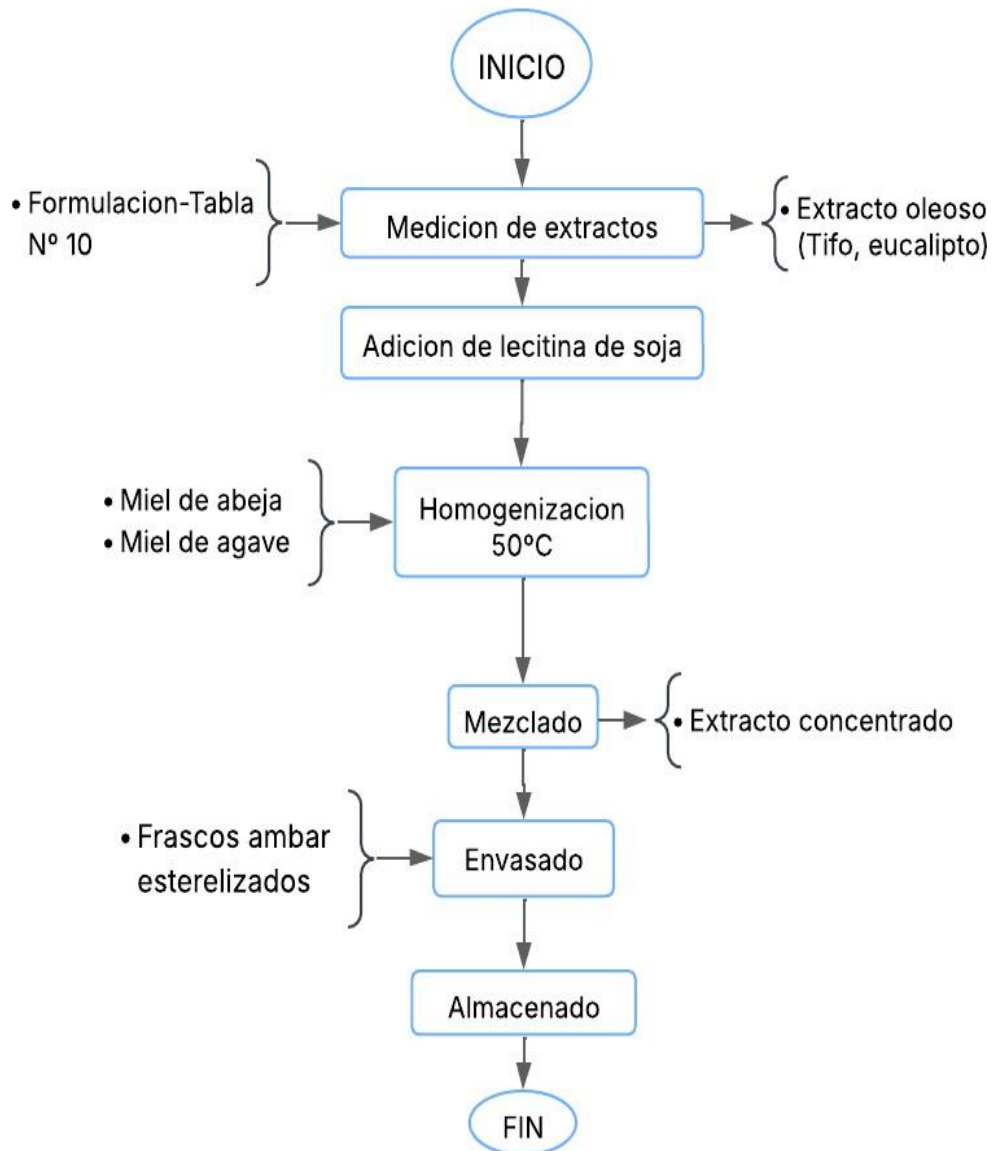 INICIO
• Formulacion-Tabla
Nº 10
Medicion de extractos
• Extracto oleoso
(Tifo, eucalipto)
Adicion de lecitina de soja
• Miel de abeja
• Miel de agave
Homogenizacion
50ºC
Mezclado
• Extracto concentrado
• Frascos ambar
esterelizados
Envasado
Almacenado
FIN